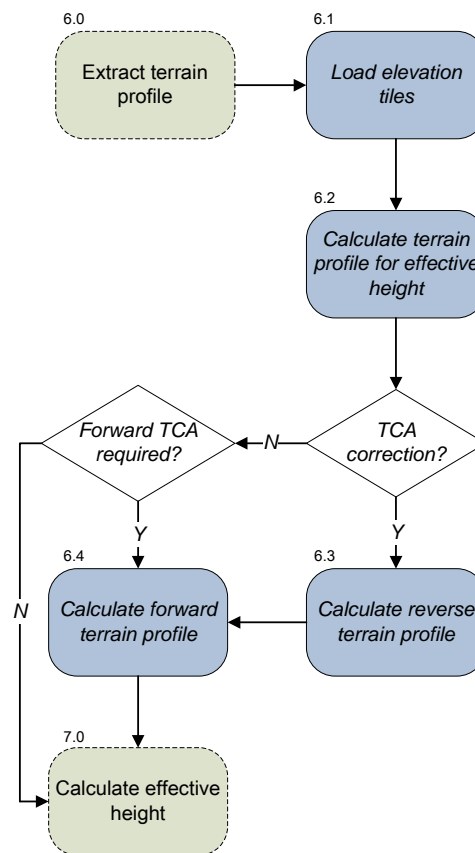 6.0
Extract terrain
profile
6.1
Load elevation
tiles
6.2
Calculate terrain
profile for effective
height
Forward TCA
required?
N
TCA
correction?
Y
Y
6.4
Calculate forward
terrain profile
6.3
Calculate reverse
terrain profile
N
7.0
Calculate effective
height